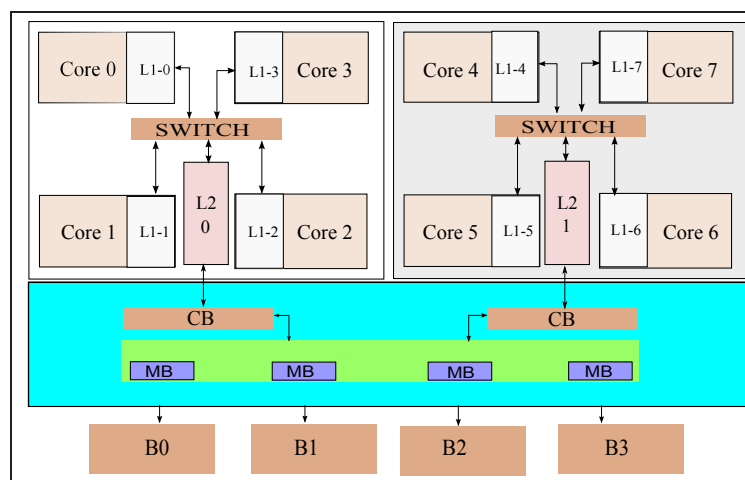 Core 0
L1-0
L1-3
Core 3
SWITCH
Core 1
L1-1
L2
0
L1-2
Core 2
Core 4
L1-4
L1-7
Core 7
SWITCH
Core 5
L1-5
L2
1
L1-6
Core 6
CB
CB
MB
MB
MB
MB
B0
B1
B2
B3